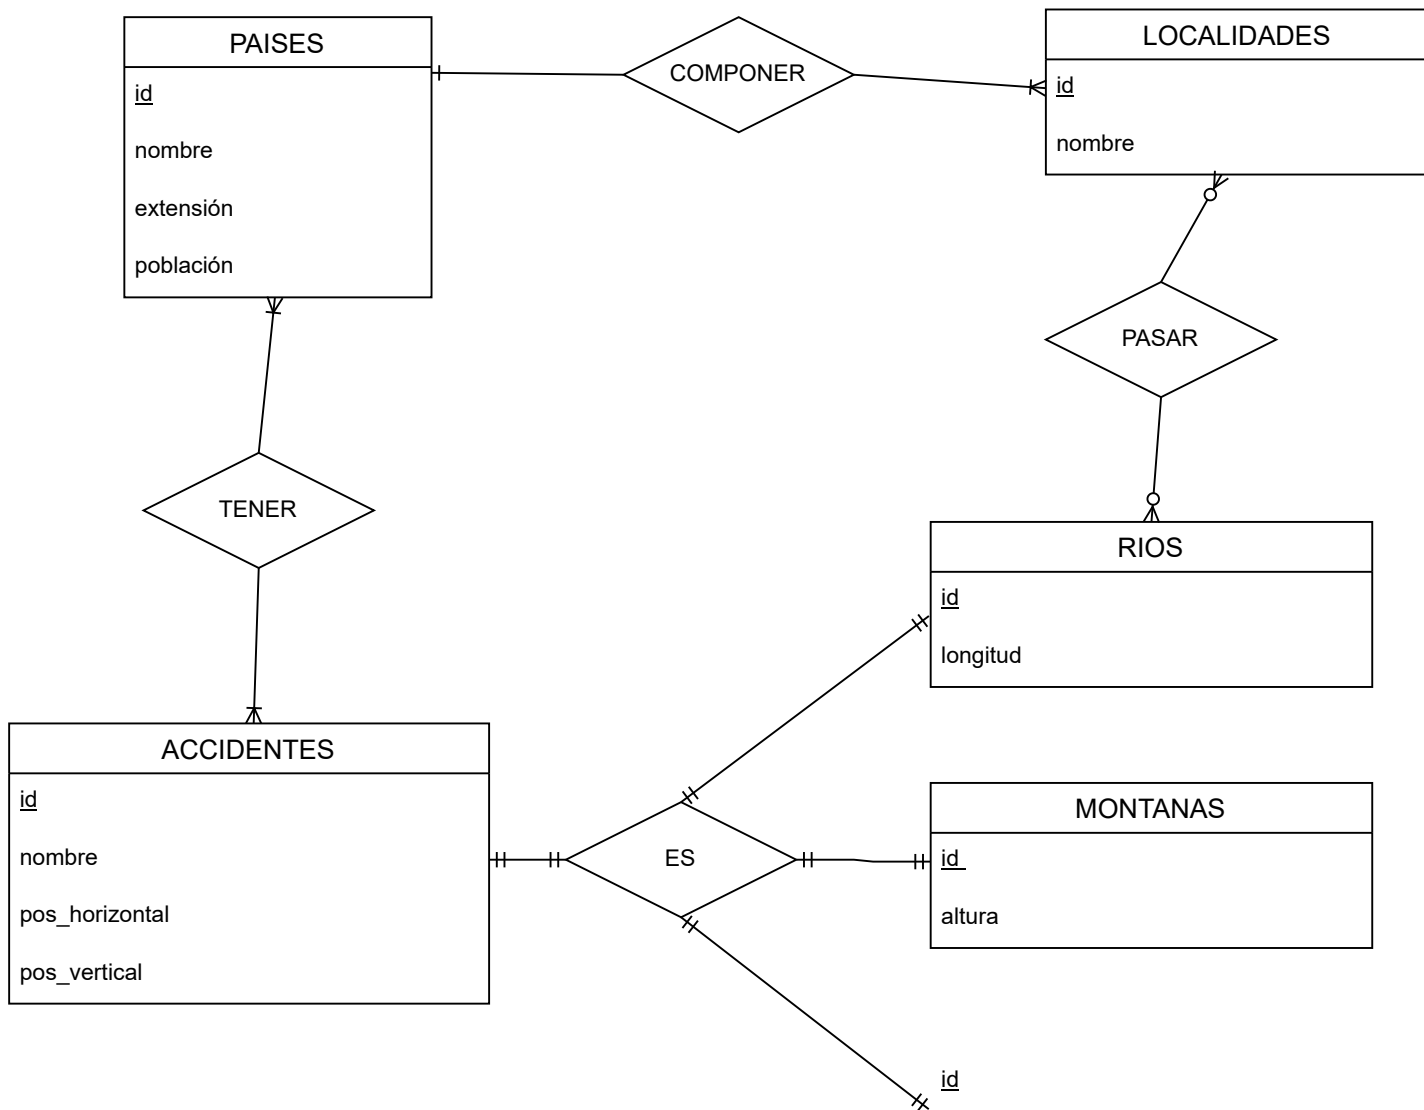 PAISES
id
nombre
extensión
población
COMPONER
LOCALIDADES
id
nombre
PASAR
TENER
RIOS
id
longitud
ACCIDENTES
id
nombre
pos_horizontal
pos_vertical
ES
MONTANAS
id
altura
id